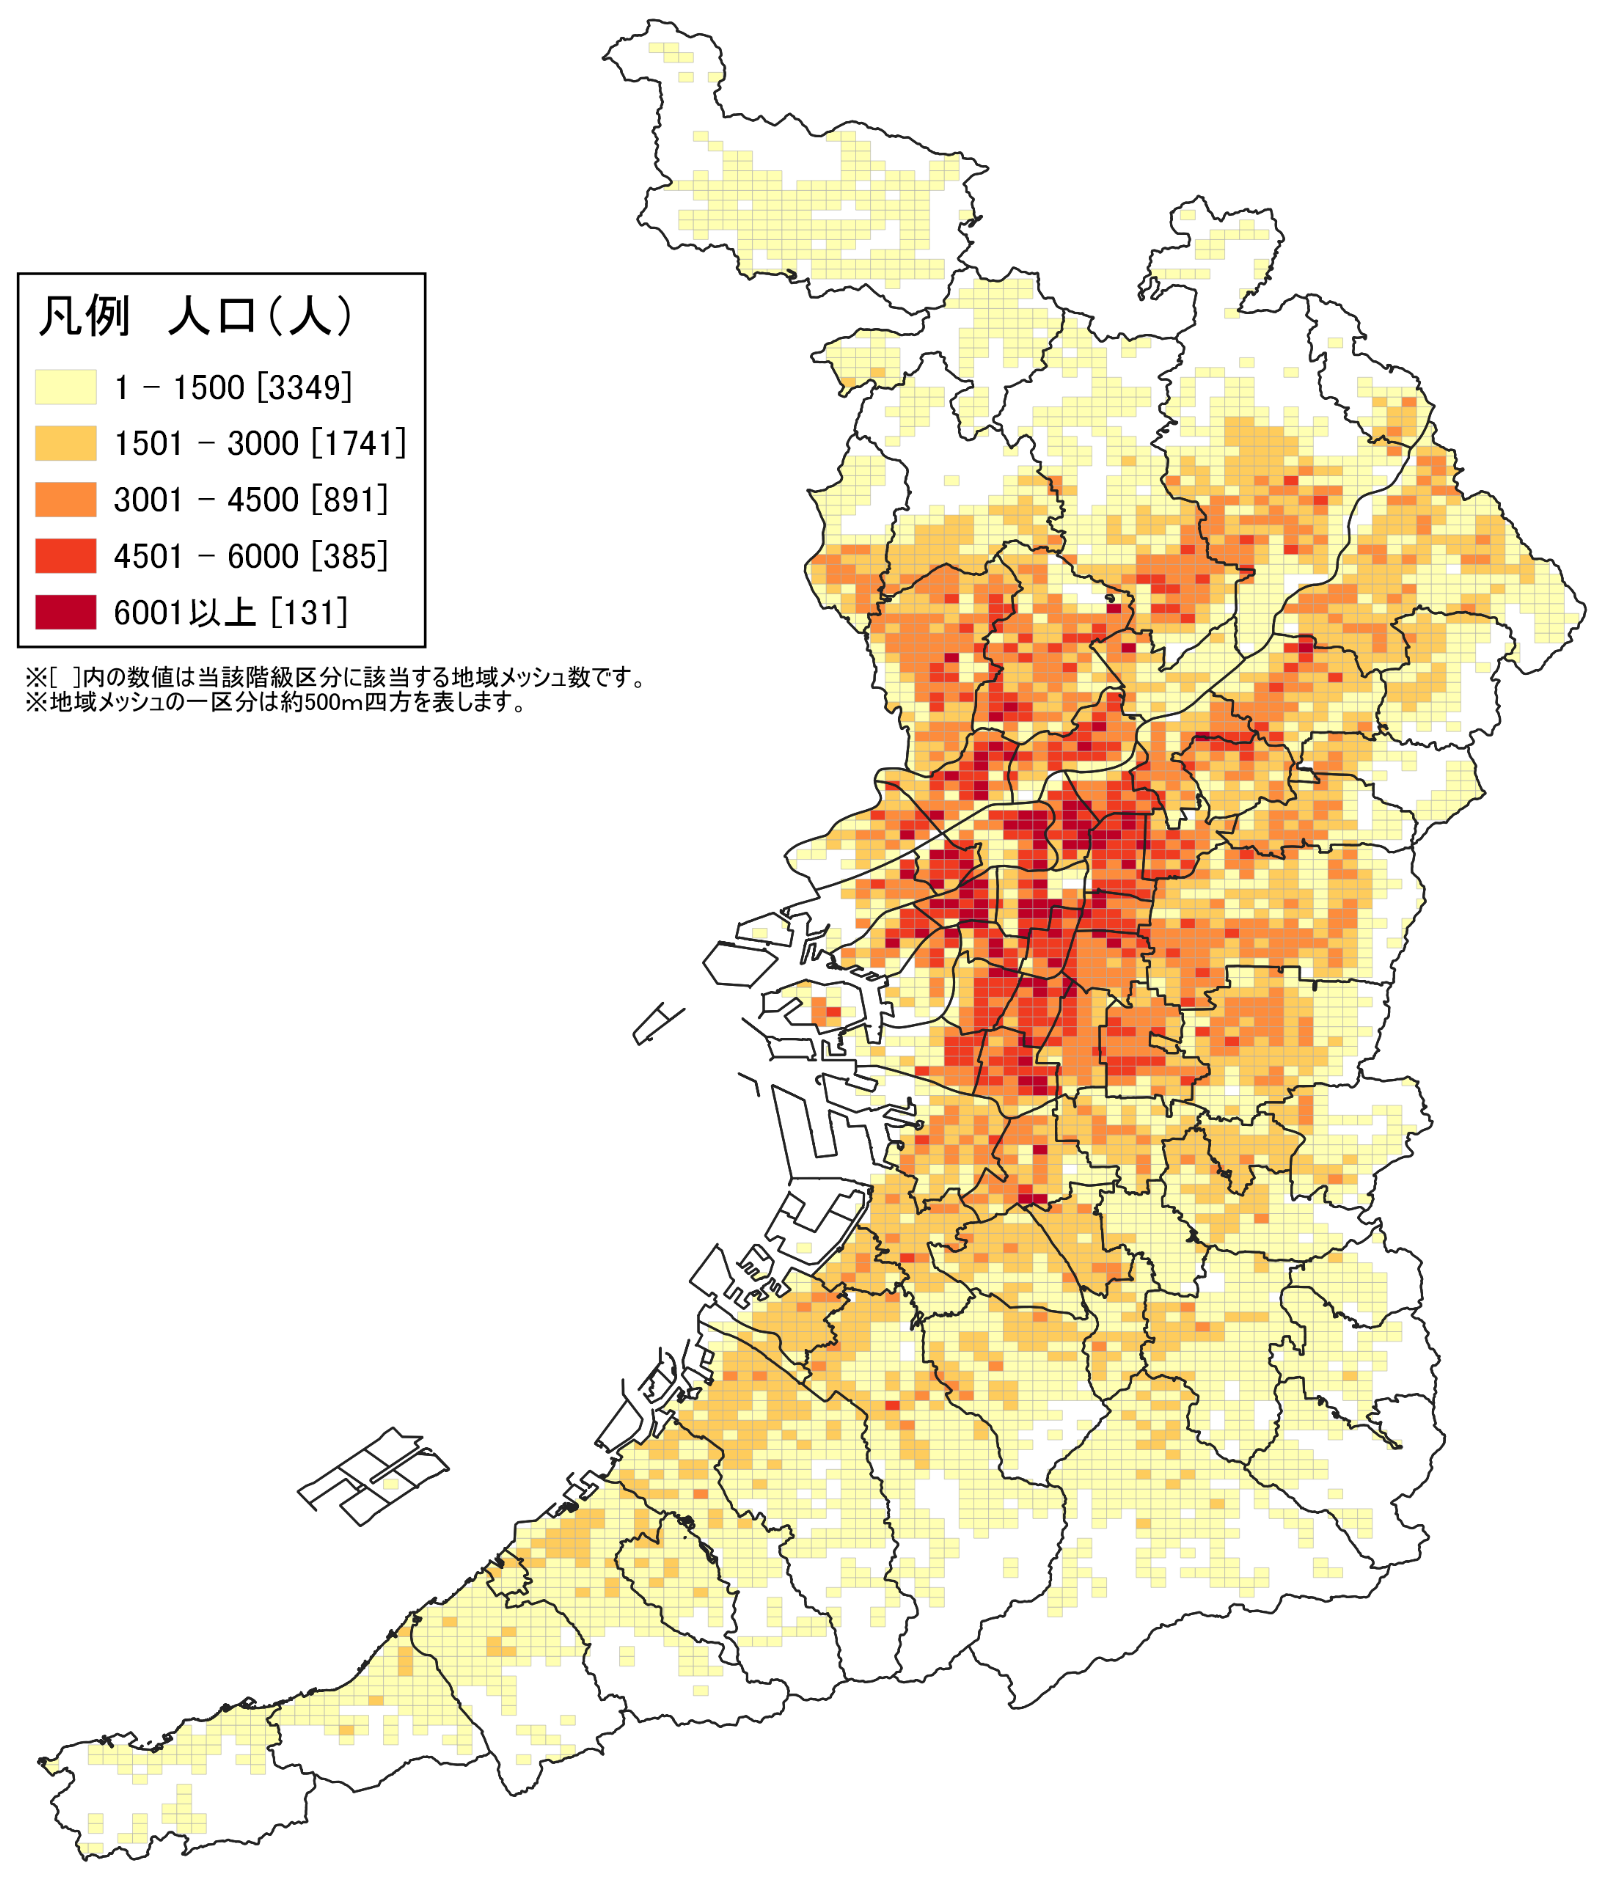 凡例　人口（人）
1 − 1500 [3349]
1501 − 3000 [1741]
3001 − 4500 [891]
4501 − 6000 [385]
6001以上 [131]
※[　]内の数値は当該階級区分に該当する地域メッシュ数です。
※地域メッシュの一区分は約500m四方を表します。